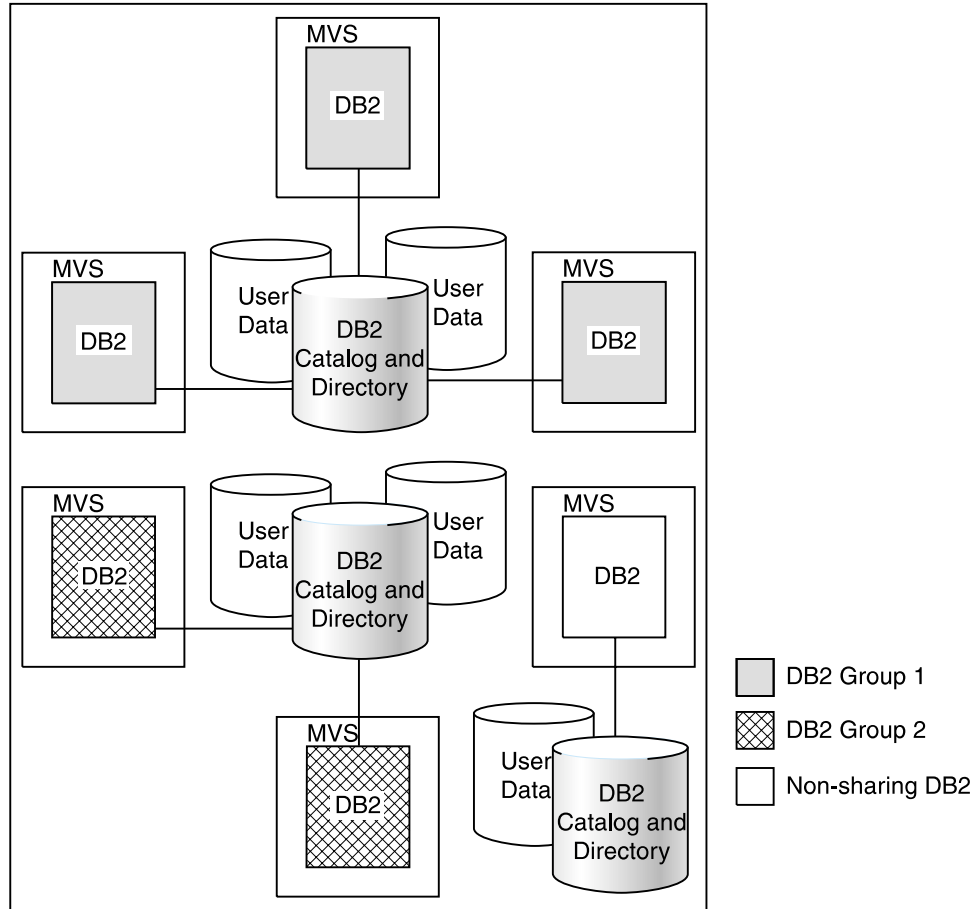 MVS
DB2
MVS
DB2
User
Data
User
Data
DB2
Catalog and
Directory
MVS
DB2
MVS
DB2
User
Data
User
Data
DB2
Catalog and
Directory
MVS
DB2
MVS
DB2
User
Data
DB2
Catalog and
Directory
DB2 Group 1
DB2 Group 2
Non-sharing DB2